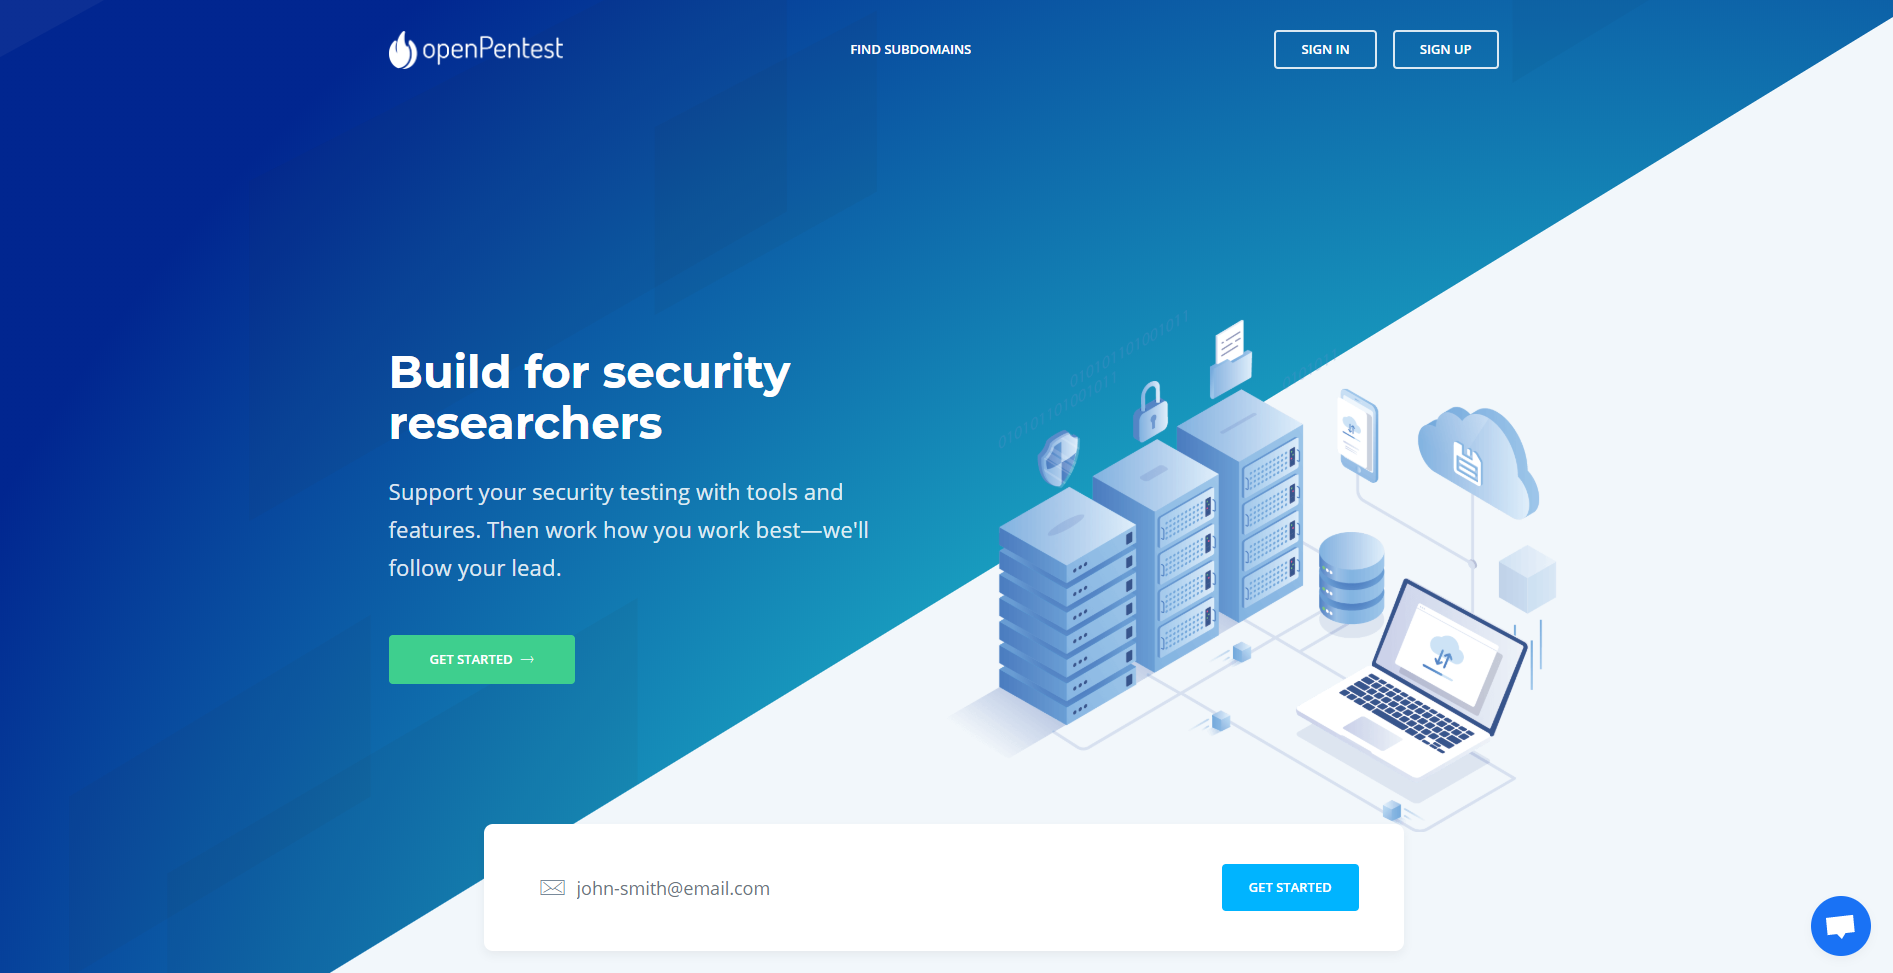 openPentest
FIND SUBDOMAINS
SIGN IN
SIGN UP
Build for security
researchers
Support your security testing with tools and
features. Then work how you work best—we'll
follow your lead.
GET STARTED →
john-smith@email.com
GET STARTED